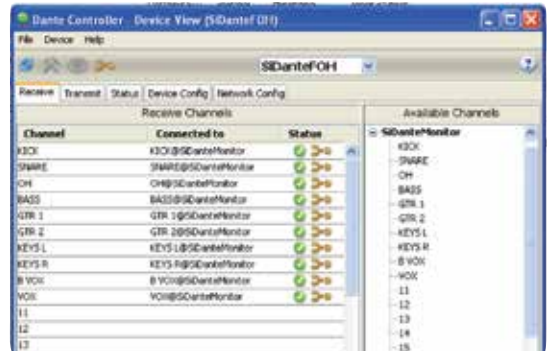 Dante Controller - Device View (SiDanteFOH)
File Device Help
SiDanteFOH
Receive Transmit Status Device Config Network Config
Receive Channels
Available Channels
Channel Connected to Status
SiDanteMonitor
KICK KICK@SiDanteMonitor
SNARE SNARE@SiDanteMonitor
OH OH@SiDanteMonitor
BASS BASS@SiDanteMonitor
GTR 1 GTR 1@SiDanteMonitor
GTR 2 GTR 2@SiDanteMonitor
KEYS L KEYS L@SiDanteMonitor
KEYS R KEYS R@SiDanteMonitor
B VOX B VOX@SiDanteMonitor
VOX VOX@SiDanteMonitor
11
12
13
KICK
SNARE
OH
BASS
GTR 1
GTR 2
KEYS L
KEYS R
B VOX
VOX
11
12
13
14
15